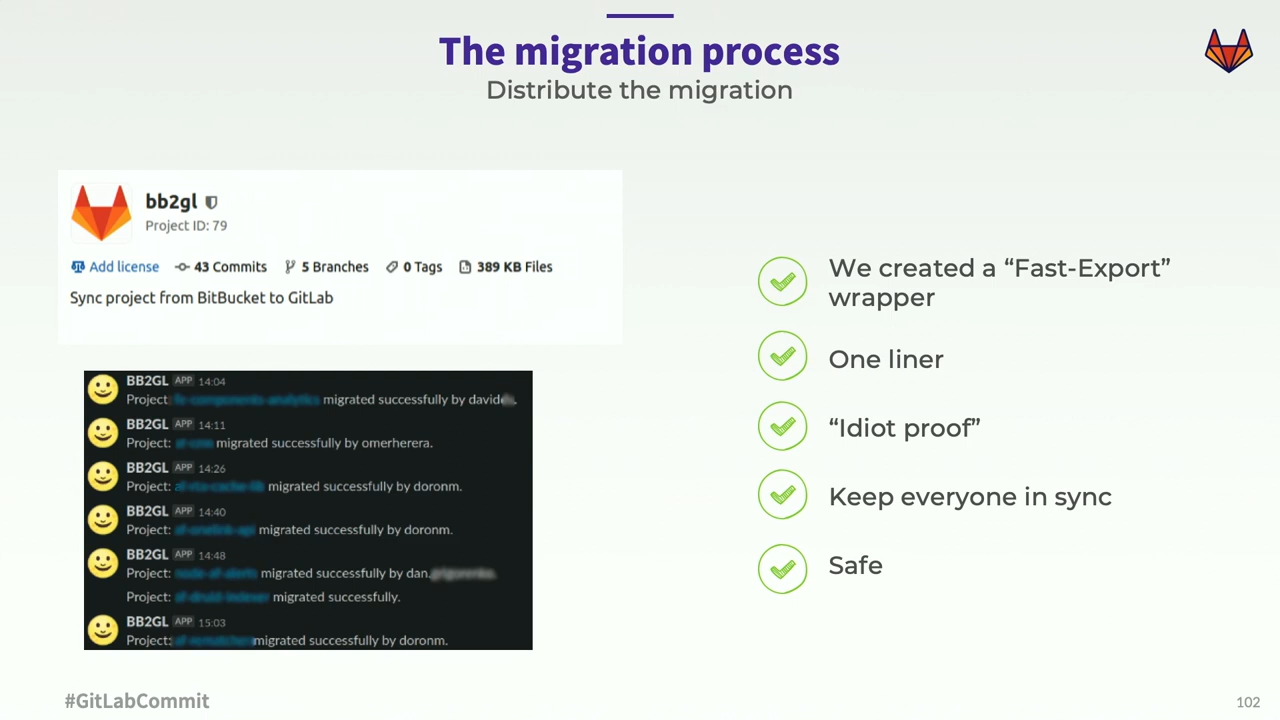 The migration process
Distribute the migration
bb2gl
Project ID: 79
Add license 43 Commits 5 Branches 0 Tags 389 KB Files
Sync project from BitBucket to GitLab
BB2GL APP 14:04
Project: migrated successfully by davide
BB2GL APP 14:11
Project: migrated successfully by omerherera.
BB2GL APP 14:26
Project: migrated successfully by doronm.
BB2GL APP 14:40
Project: migrated successfully by doronm.
BB2GL APP 14:48
Project: migrated successfully by dan.
Project: migrated successfully.
BB2GL APP 15:03
Project: migrated successfully by doronm.
We created a “Fast-Export”
wrapper
One liner
“Idiot proof”
Keep everyone in sync
Safe
#GitLabCommit
102